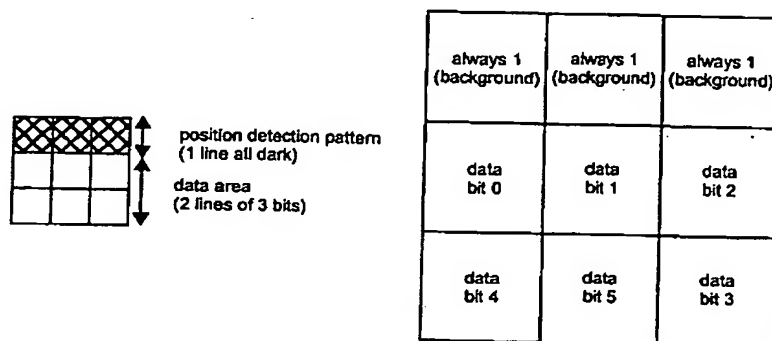 position detection pattern
(1 line all dark)
data area
(2 lines of 3 bits)
always 1
(background)
always 1
(background)
always 1
(background)
data
bit 0
data
bit 1
data
bit 2
data
bit 4
data
bit 5
data
bit 3